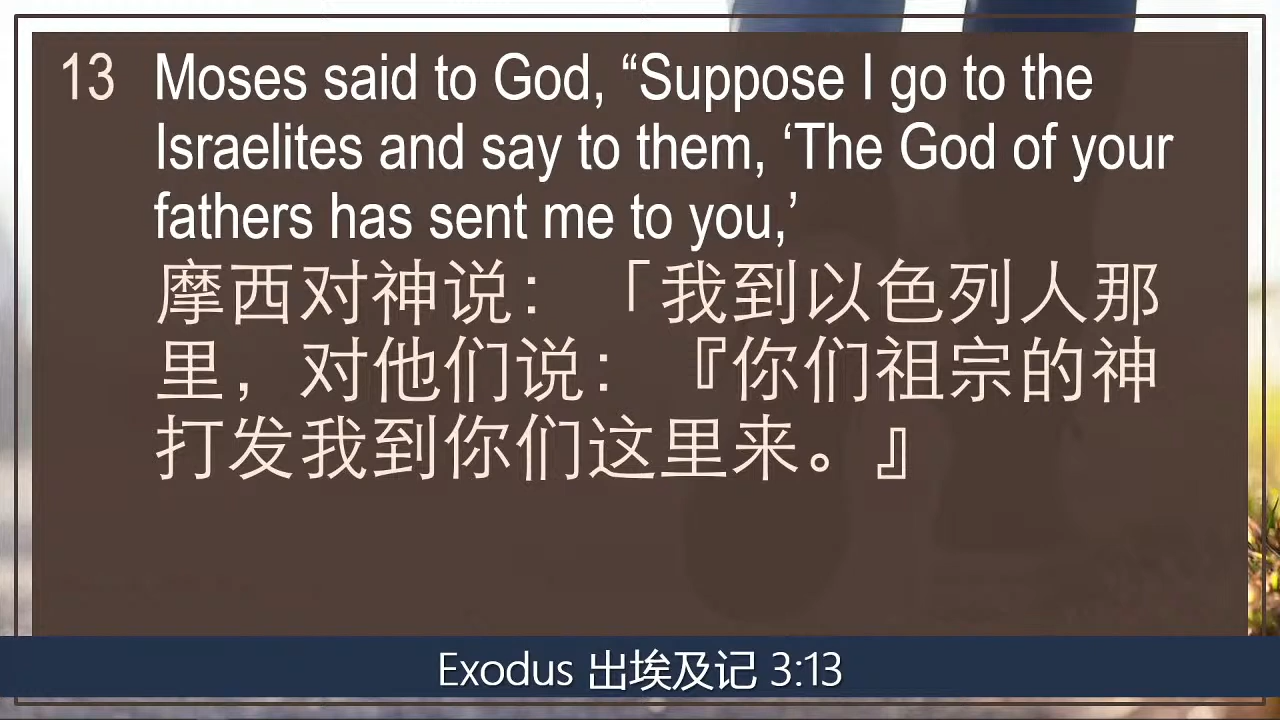 13 Moses said to God, “Suppose I go to the
Israelites and say to them, ‘The God of your
fathers has sent me to you,’
摩西对神说：「我到以色列人那
里，对他们说：『你们祖宗的神
打发我到你们这里来。』
Exodus 出埃及记 3:13